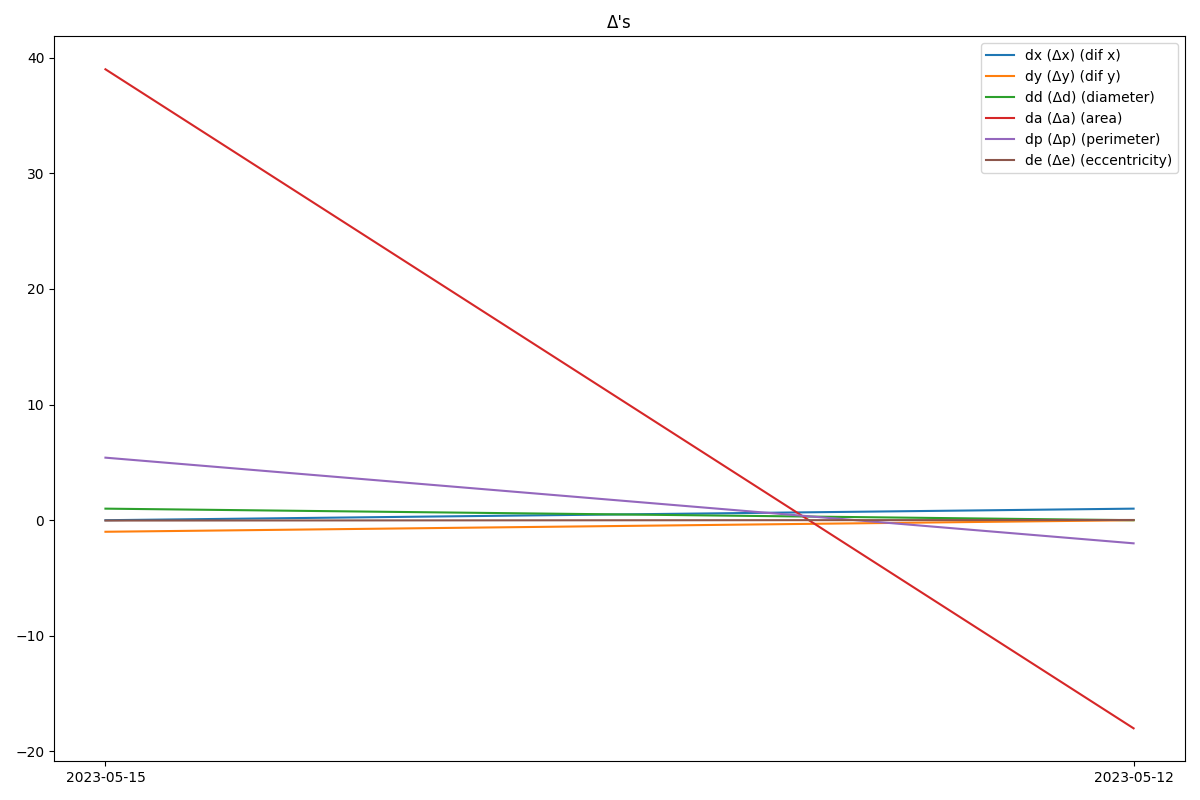 Δ's
dx (Δx) (dif x)
dy (Δy) (dif y)
dd (Δd) (diameter)
da (Δa) (area)
dp (Δp) (perimeter)
de (Δe) (eccentricity)
40
30
20
10
0
−10
−20
2023-05-15 2023-05-12